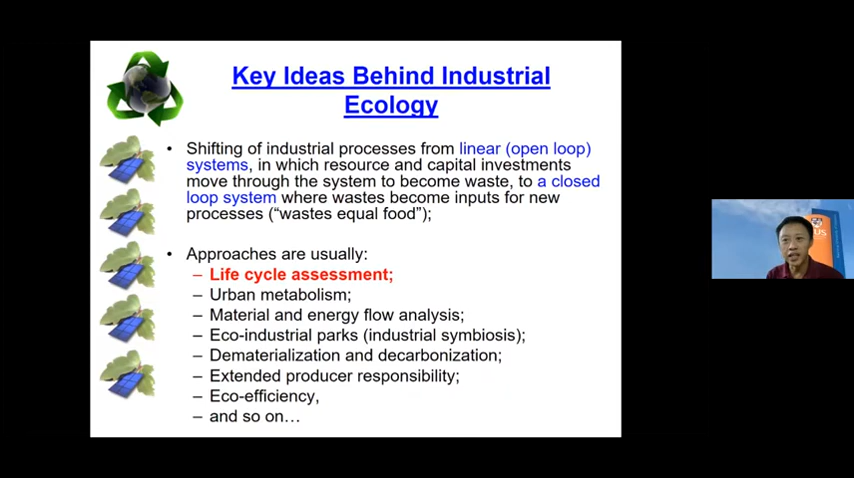 Key Ideas Behind Industrial
Ecology
• Shifting of industrial processes from linear (open loop)
systems, in which resource and capital investments
move through the system to become waste, to a closed
loop system where wastes become inputs for new
processes (“wastes equal food”);
• Approaches are usually:
– Life cycle assessment;
– Urban metabolism;
– Material and energy flow analysis;
– Eco-industrial parks (industrial symbiosis);
– Dematerialization and decarbonization;
– Extended producer responsibility;
– Eco-efficiency,
– and so on…